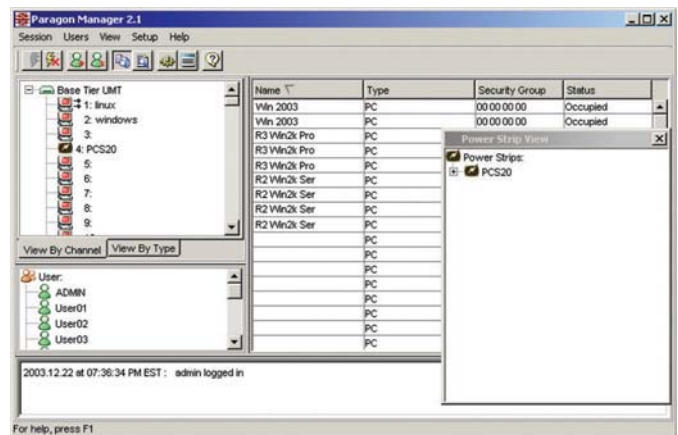 Paragon Manager 2.1
Session Users View Setup Help
Base Tier UMT
1: linux
2: windows
3:
4: PCS20
5:
6:
7:
8:
9:
View By Channel View By Type
User:
ADMIN
User01
User02
User03
Name Type Security Group Status
Win 2003 PC 00 00 00 00 Occupied
Win 2003 PC 00 00 00 00 Occupied
R3 Win2k Pro PC
R3 Win2k Pro PC
R3 Win2k Pro PC
R2 Win2k Ser PC
R2 Win2k Ser PC
R2 Win2k Ser PC
R2 Win2k Ser PC
PC
PC
PC
PC
PC
PC
PC
PC
Power Strip View
Power Strips:
PCS20
2003.12.22 at 07:36:34 PM EST : admin logged in
For help, press F1